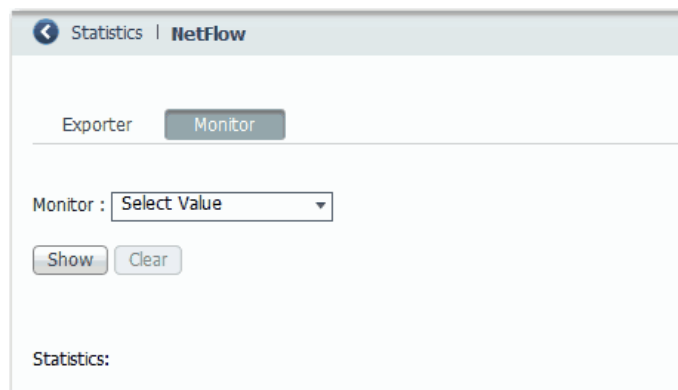 Statistics | NetFlow
Exporter Monitor
Monitor : Select Value
Show Clear
Statistics: